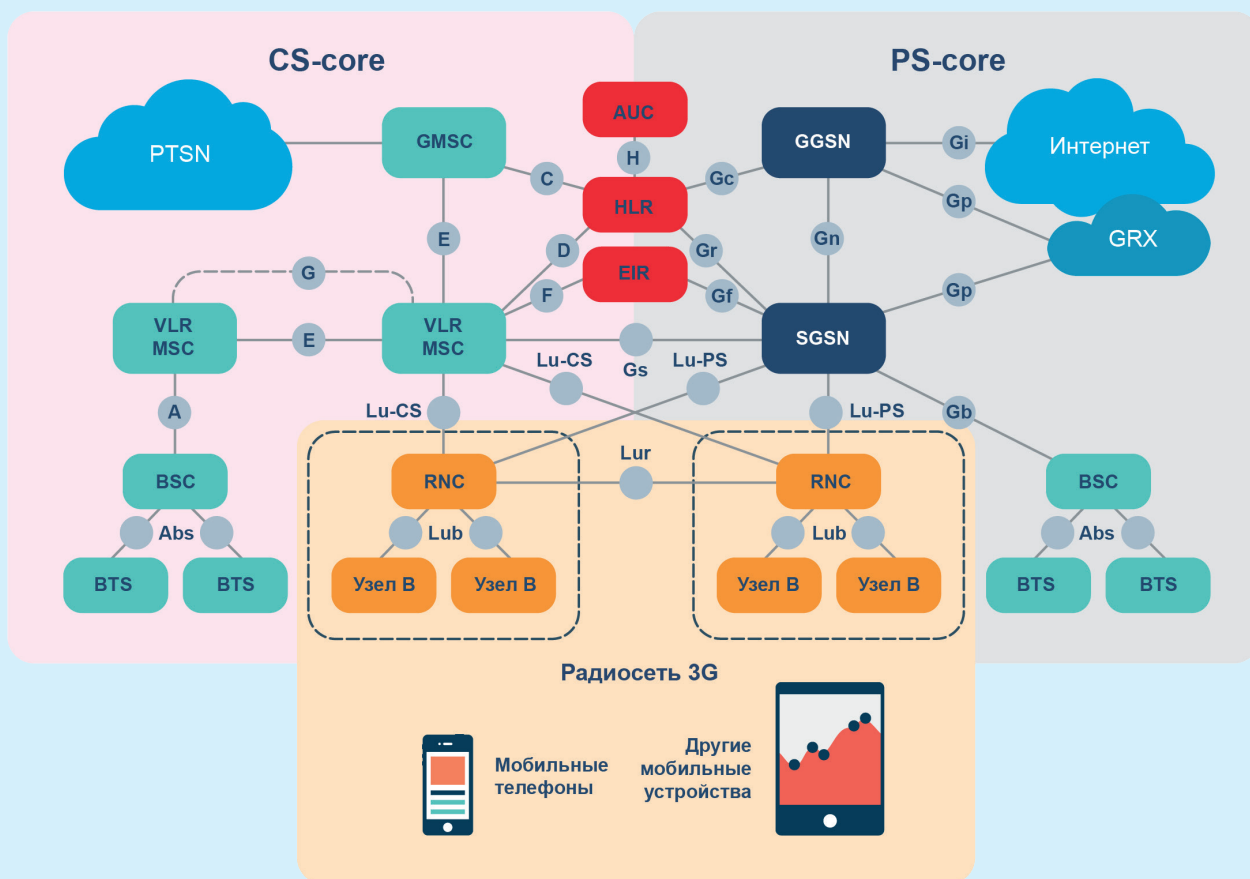 CS-core
PS-core
AUC
PTSN
GMSC
H
GGSN
Gi
Интернет
C
HLR
Gc
Gp
E
D
Gr
Gn
GRX
G
F
EIR
Gf
Gp
VLR
MSC
E
VLR
MSC
Gs
SGSN
Lu-CS
Lu-PS
A
Lu-CS
Lu-PS
Gb
BSC
RNC
Lur
RNC
BSC
Abs
Lub
Lub
Abs
BTS
BTS
Узел B
Узел B
Узел B
Узел B
BTS
BTS
Радиосеть 3G
Мобильные
телефоны
Другие
мобильные
устройства